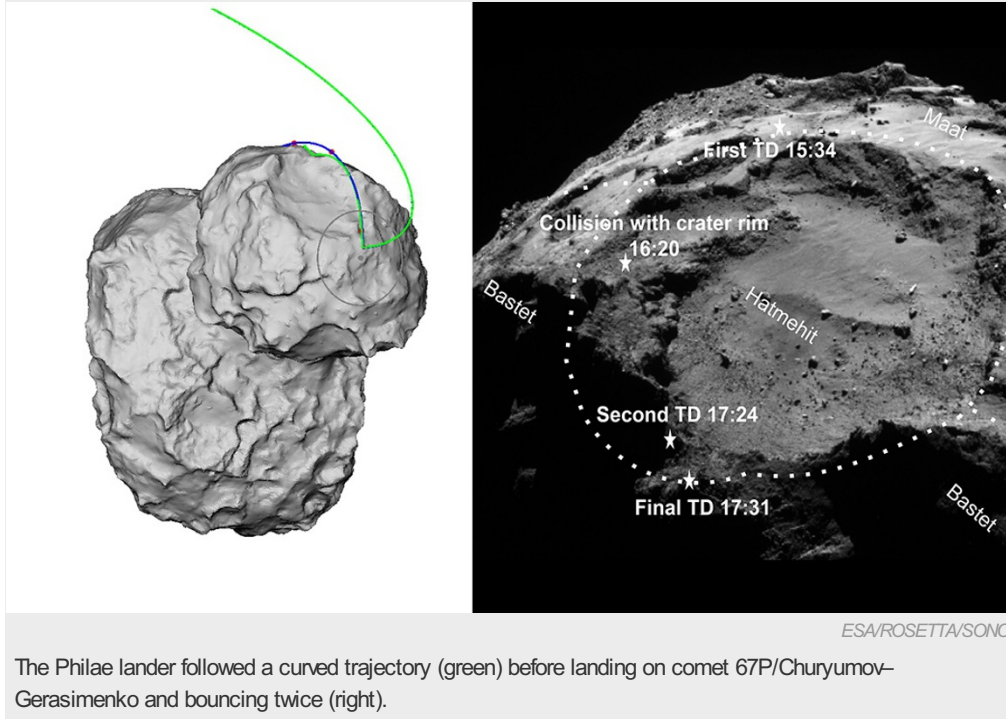 Maat
First TD 15:34
Collision with crater rim
16:20
Bastet
Hatmehit
Second TD 17:24
Final TD 17:31
Bastet
ESA/ROSETTA/SONC
The Philae lander followed a curved trajectory (green) before landing on comet 67P/Churyumov–
Gerasimenko and bouncing twice (right).